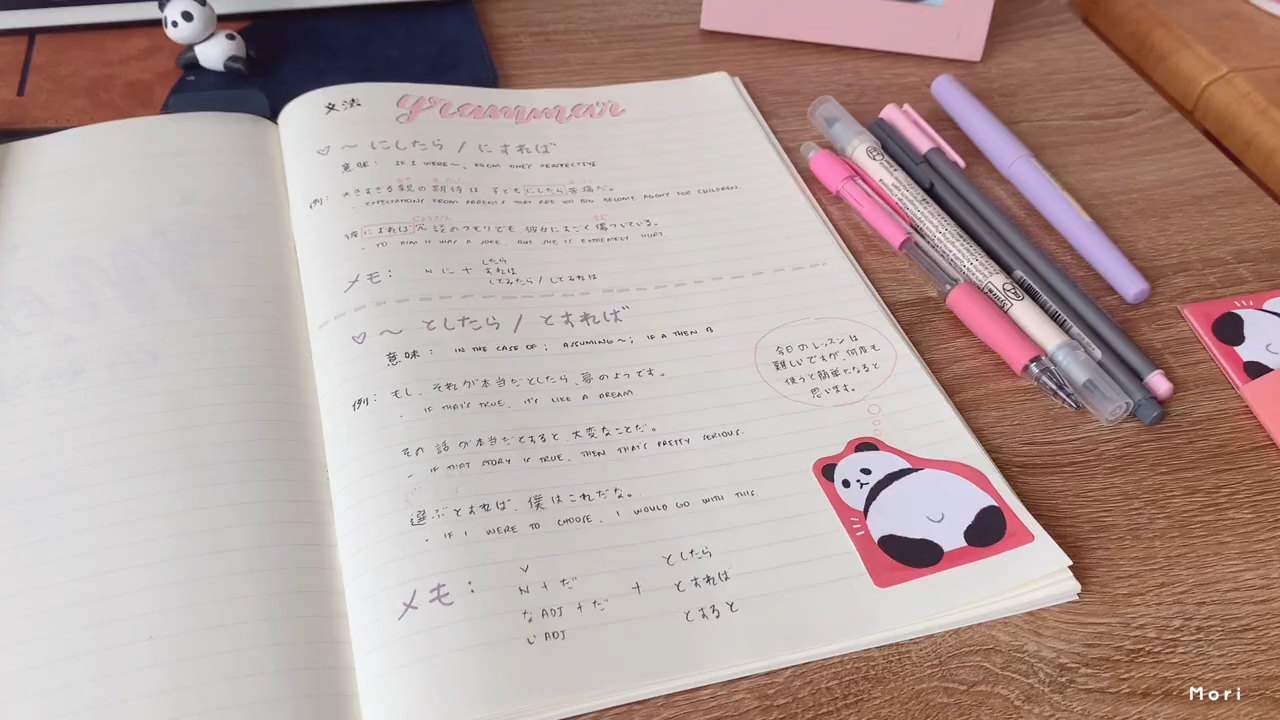 文法 grammar
♡ ～ にしたら / にすれば
意味: IF I WERE ～, FROM ONE'S PERSPECTIVE
例: 大きすぎる親の期待は、子どもにしたら苦痛だ。
- EXPECTATIONS FROM PARENTS THAT ARE TOO BIG BECOME AGONY FOR CHILDREN.
じょうだん
彼にすれば冗談のつもりでも、彼女はすごく傷ついている。
- TO HIM IT WAS A JOKE, BUT SHE IS EXTREMELY HURT.
したら
メモ: N に + すれば
してみたら / してみれば
♡ ～ としたら / とすれば
意味: IN THE CASE OF; ASSUMING ～; IF A THEN B
例: もし、それが本当だとしたら、夢のようです。
- IF THAT'S TRUE, IT'S LIKE A DREAM.
その話が本当だとすると、大変なことだ。
- IF THAT STORY IS TRUE, THEN THAT'S PRETTY SERIOUS.
選ぶとすれば、僕はこれだな。
- IF I WERE TO CHOOSE, I WOULD GO WITH THIS.
メモ:
V
N + だ
なADJ + だ
いADJ
+
としたら
とすれば
とすると
今日のレッスンは
難しいですが、何度も
使うと簡単になると
思います。
System
Mori